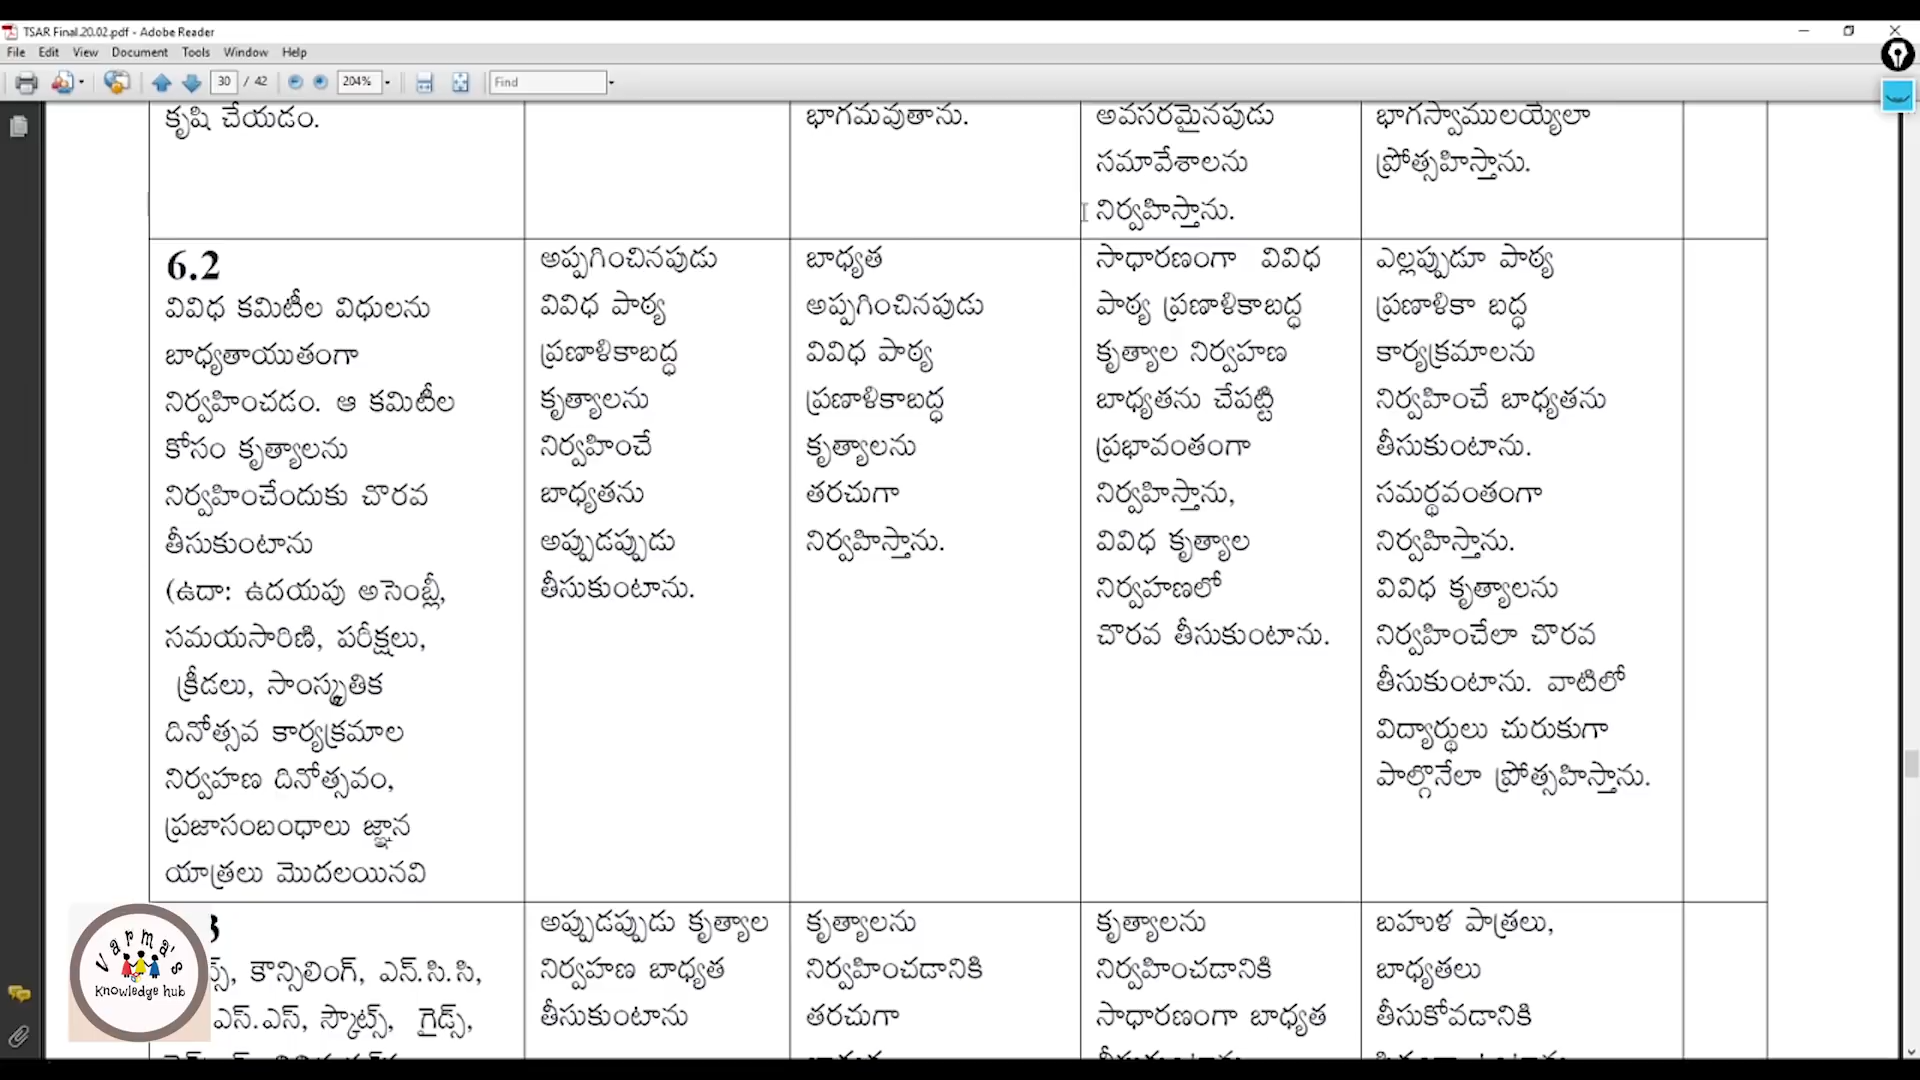 TSAR Final.20.02.pdf - Adobe Reader
File Edit View Document Tools Window Help
30 / 42 204% Find
కృషి చేయడం.
భాగమవుతాను.
అవసరమైనపుడు
సమావేశాలను
నిర్వహిస్తాను.
భాగస్వాములయ్యేలా
ప్రోత్సహిస్తాను.
6.2
వివిధ కమిటీల విధులను
బాధ్యతాయుతంగా
నిర్వహించడం. ఆ కమిటీల
కోసం కృత్యాలను
నిర్వహించేందుకు చొరవ
తీసుకుంటాను
(ఉదా: ఉదయపు అసెంబ్లీ,
సమయసారిణి, పరీక్షలు,
క్రీడలు, సాంస్కృతిక
దినోత్సవ కార్యక్రమాల
నిర్వహణ దినోత్సవం,
ప్రజాసంబంధాలు జ్ఞాన
యాత్రలు మొదలయినవి
అప్పగించినపుడు
వివిధ పాఠ్య
ప్రణాళికాబద్ధ
కృత్యాలను
నిర్వహించే
బాధ్యతను
అప్పుడప్పుడు
తీసుకుంటాను.
బాధ్యత
అప్పగించినపుడు
వివిధ పాఠ్య
ప్రణాళికాబద్ధ
కృత్యాలను
తరచుగా
నిర్వహిస్తాను.
సాధారణంగా వివిధ
పాఠ్య ప్రణాళికాబద్ధ
కృత్యాల నిర్వహణ
బాధ్యతను చేపట్టి
ప్రభావంతంగా
నిర్వహిస్తాను,
వివిధ కృత్యాల
నిర్వహణలో
చొరవ తీసుకుంటాను.
ఎల్లప్పుడూ పాఠ్య
ప్రణాళికా బద్ధ
కార్యక్రమాలను
నిర్వహించే బాధ్యతను
తీసుకుంటాను.
సమర్థవంతంగా
నిర్వహిస్తాను.
వివిధ కృత్యాలను
నిర్వహించేలా చొరవ
తీసుకుంటాను. వాటిలో
విద్యార్థులు చురుకుగా
పాల్గొనేలా ప్రోత్సహిస్తాను.
3
కౌన్సిలింగ్, ఎన్.సి.సి,
ఎస్.ఎస్, స్కౌట్స్, గైడ్స్,
అప్పుడప్పుడు కృత్యాల
నిర్వహణ బాధ్యత
తీసుకుంటాను
కృత్యాలను
నిర్వహించడానికి
తరచుగా
కృత్యాలను
నిర్వహించడానికి
సాధారణంగా బాధ్యత
బహుళ పాత్రలు,
బాధ్యతలు
తీసుకోవడానికి
Varma's
Knowledge hub